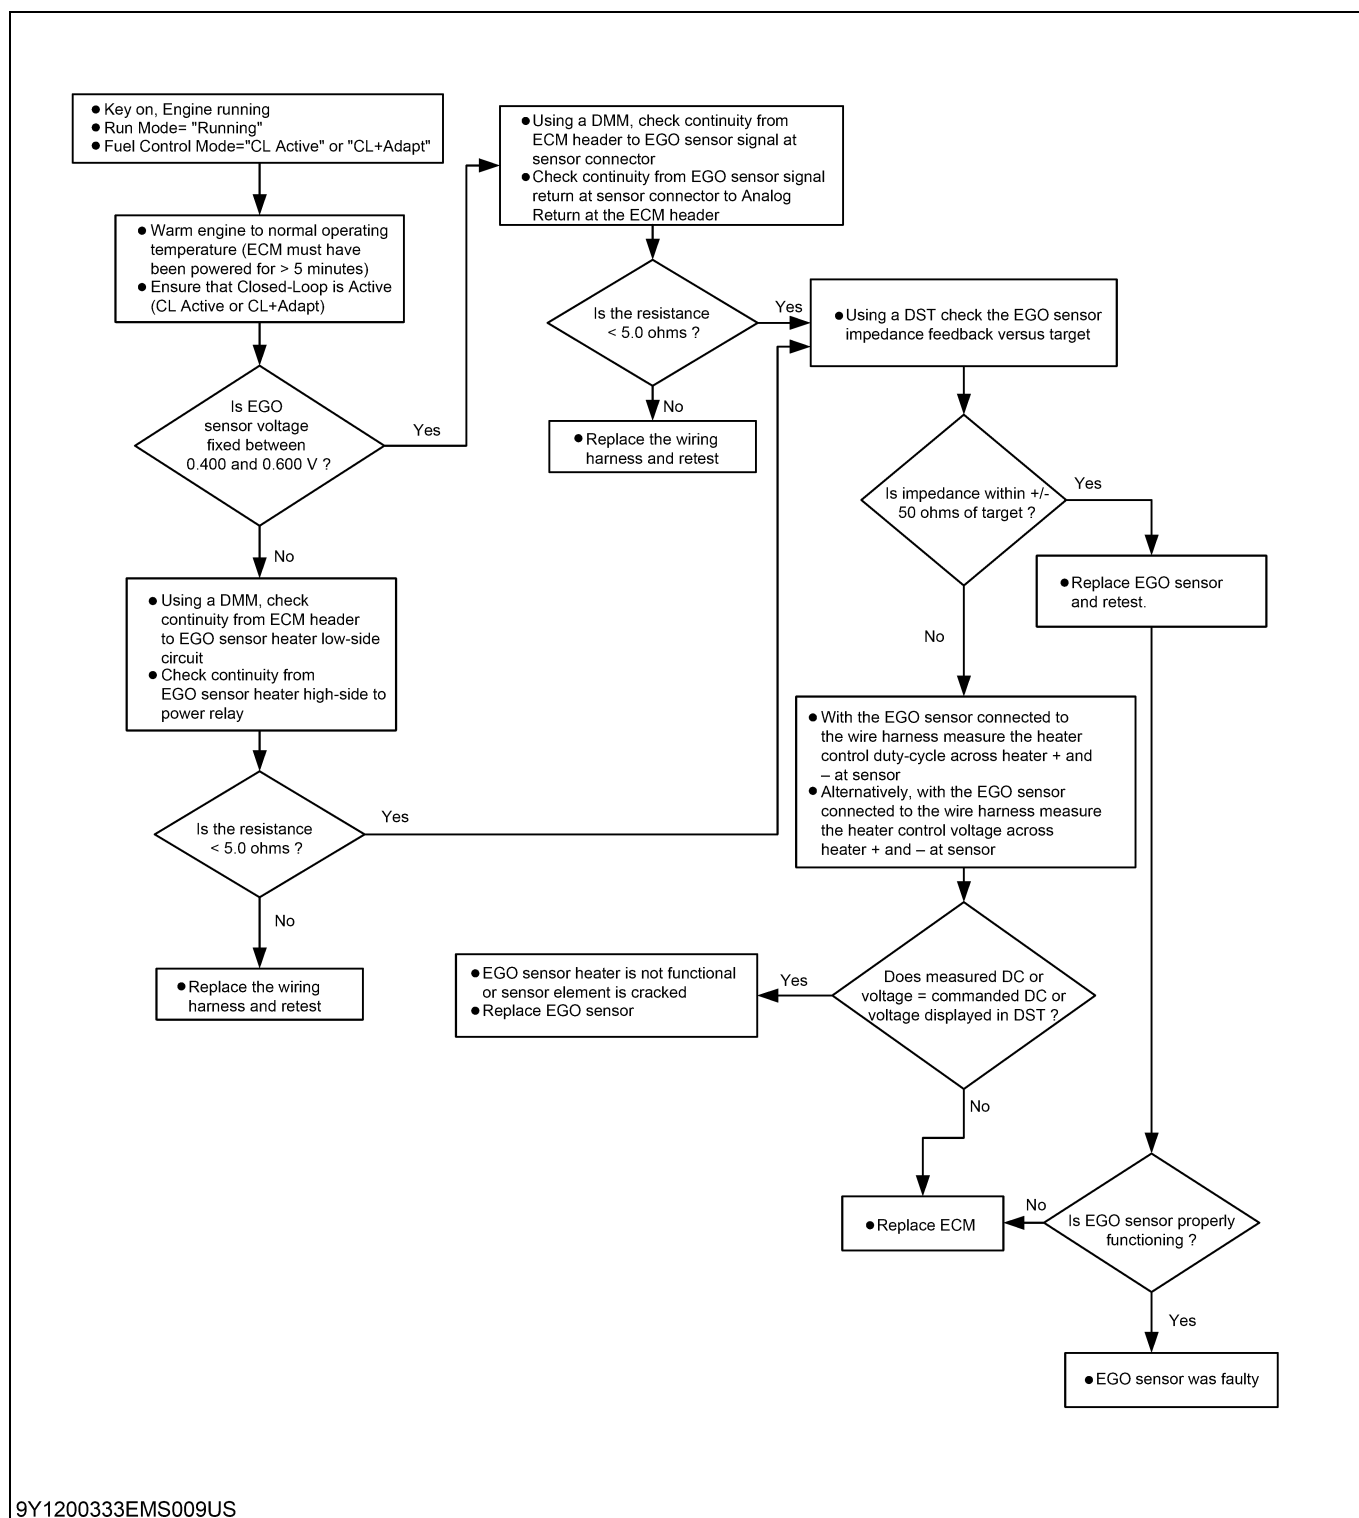 ● Key on, Engine running
● Run Mode= "Running"
● Fuel Control Mode="CL Active" or "CL+Adapt"
● Warm engine to normal operating
temperature (ECM must have
been powered for > 5 minutes)
● Ensure that Closed-Loop is Active
(CL Active or CL+Adapt)
Is EGO
sensor voltage
fixed between
0.400 and 0.600 V ?
Yes
No
● Using a DMM, check
continuity from ECM header
to EGO sensor heater low-side
circuit
● Check continuity from
EGO sensor heater high-side to
power relay
Is the resistance
< 5.0 ohms ?
Yes
No
● Replace the wiring
harness and retest
● Using a DMM, check continuity from
ECM header to EGO sensor signal at
sensor connector
● Check continuity from EGO sensor signal
return at sensor connector to Analog
Return at the ECM header
Is the resistance
< 5.0 ohms ?
Yes
No
● Replace the wiring
harness and retest
● Using a DST check the EGO sensor
impedance feedback versus target
Is impedance within +/-
50 ohms of target ?
Yes
No
● Replace EGO sensor
and retest.
● With the EGO sensor connected to
the wire harness measure the heater
control duty-cycle across heater + and
– at sensor
● Alternatively, with the EGO sensor
connected to the wire harness measure
the heater control voltage across
heater + and – at sensor
Does measured DC or
voltage = commanded DC or
voltage displayed in DST ?
Yes
No
● EGO sensor heater is not functional
or sensor element is cracked
● Replace EGO sensor
● Replace ECM
No
Is EGO sensor properly
functioning ?
Yes
● EGO sensor was faulty
9Y1200333EMS009US